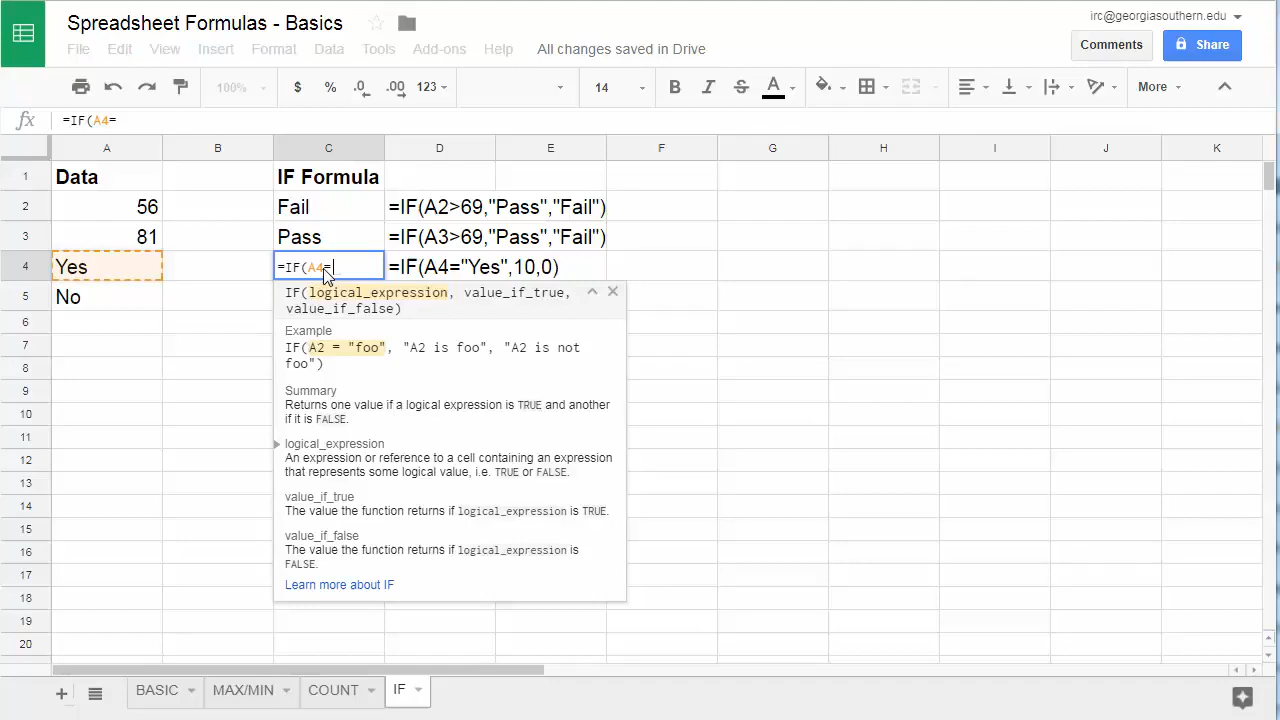 Spreadsheet Formulas - Basics
irc@georgiasouthern.edu
File Edit View Insert Format Data Tools Add-ons Help All changes saved in Drive
Comments Share
100% $ % .0 .00 123 14 B I S A More
fx =IF(A4=
A B C D E F G H I J K
1 Data IF Formula
2 56 Fail =IF(A2>69,"Pass","Fail")
3 81 Pass =IF(A3>69,"Pass","Fail")
4 Yes =IF(A4= =IF(A4="Yes",10,0)
5 No
IF(logical_expression, value_if_true,
value_if_false)
6
Example
7
IF(A2 = "foo", "A2 is foo", "A2 is not
foo")
8
Summary
9
Returns one value if a logical expression is TRUE and another
10
if it is FALSE.
11
logical_expression
An expression or reference to a cell containing an expression
12
that represents some logical value, i.e. TRUE or FALSE.
13
value_if_true
14
The value the function returns if logical_expression is TRUE.
15
value_if_false
The value the function returns if logical_expression is
16
FALSE.
17
Learn more about IF
18
19
20
BASIC MAX/MIN COUNT IF